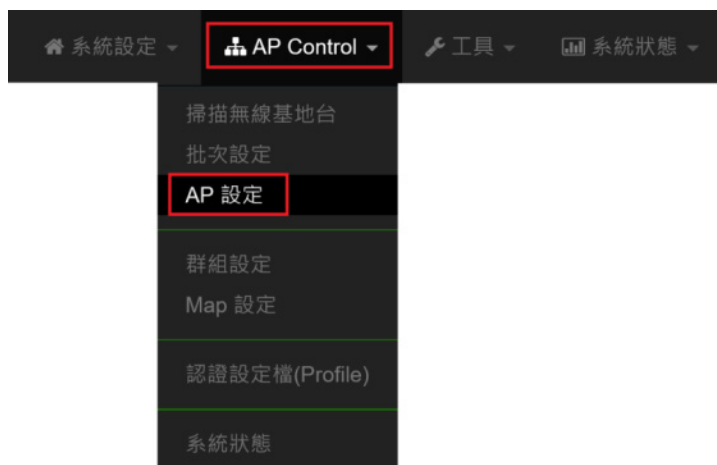 系統設定 AP Control 工具 系統狀態
掃描無線基地台
批次設定
AP 設定
群組設定
Map 設定
認證設定檔(Profile)
系統狀態